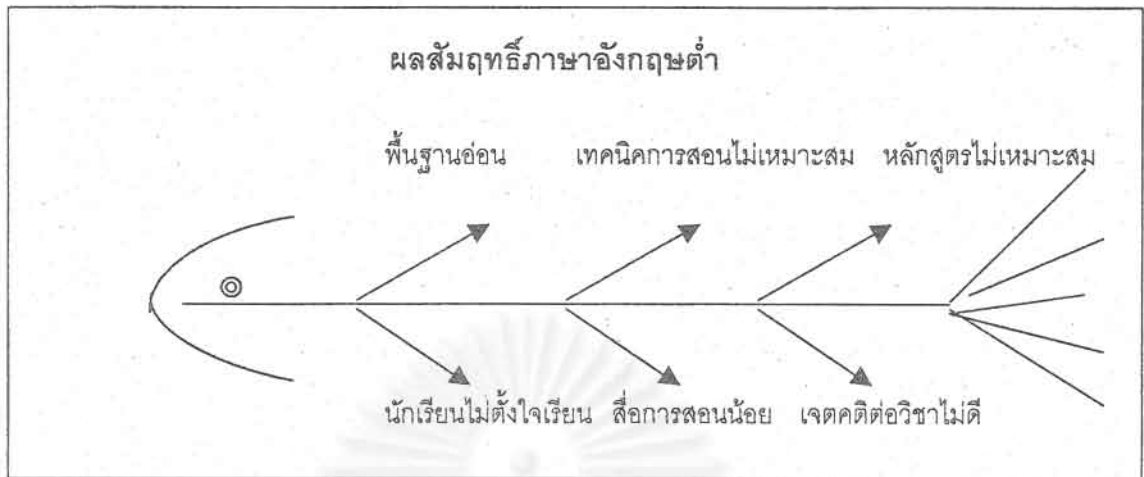 ผลสัมฤทธิ์ภาษาอังกฤษต่ำ
พื้นฐานอ่อน เทคนิคการสอนไม่เหมาะสม หลักสูตรไม่เหมาะสม
นักเรียนไม่ตั้งใจเรียน สื่อการสอนน้อย เจตคติต่อวิชาไม่ดี